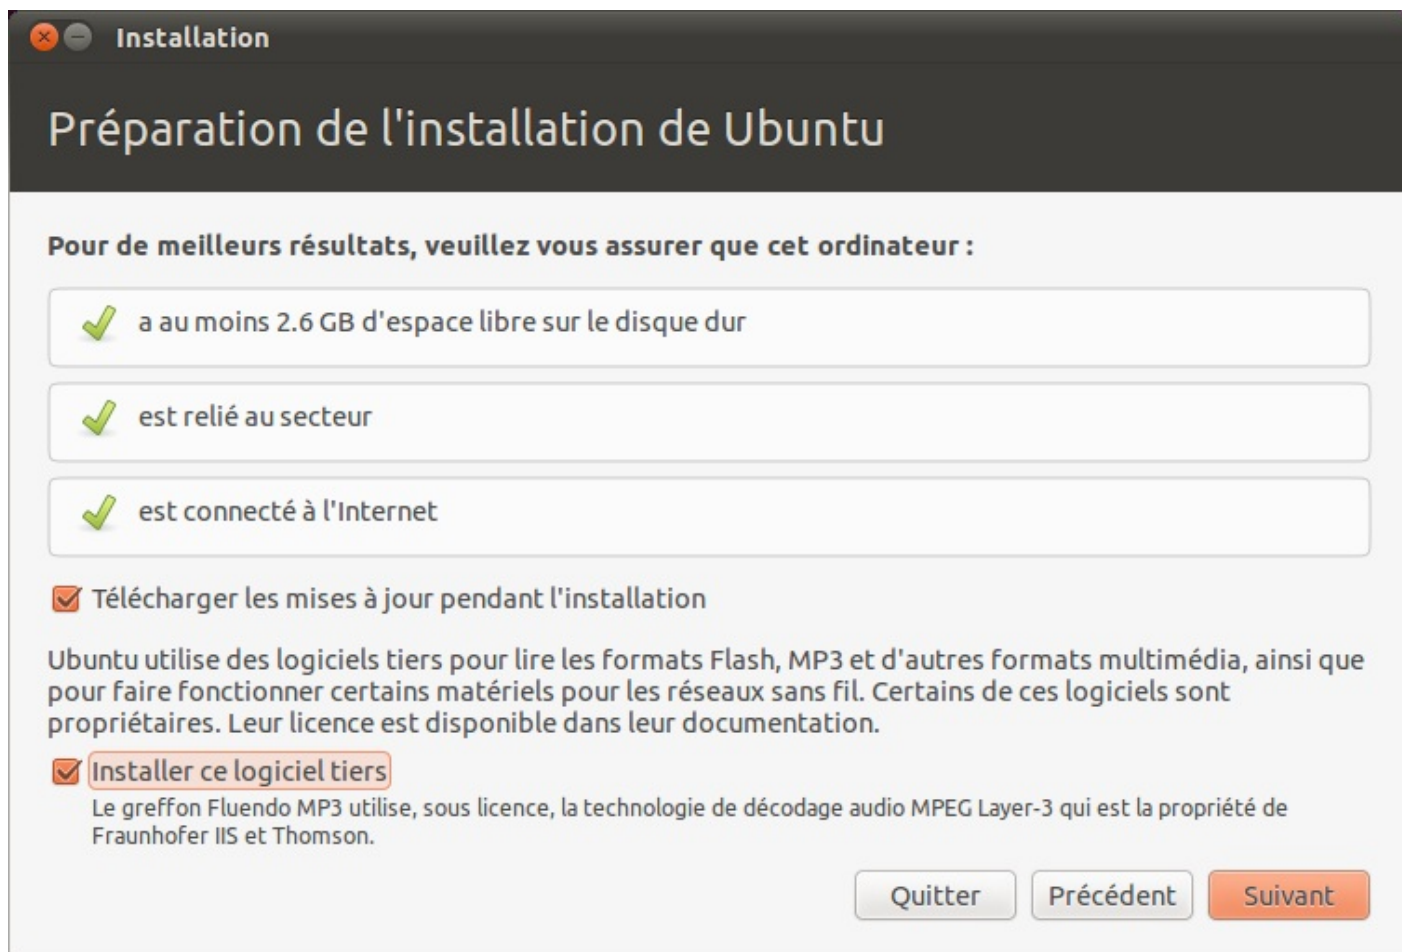 Installation
Préparation de l'installation de Ubuntu
Pour de meilleurs résultats, veuillez vous assurer que cet ordinateur :
a au moins 2.6 GB d'espace libre sur le disque dur
est relié au secteur
est connecté à l'Internet
Télécharger les mises à jour pendant l'installation
Ubuntu utilise des logiciels tiers pour lire les formats Flash, MP3 et d'autres formats multimédia, ainsi que
pour faire fonctionner certains matériels pour les réseaux sans fil. Certains de ces logiciels sont
propriétaires. Leur licence est disponible dans leur documentation.
Installer ce logiciel tiers
Le greffon Fluendo MP3 utilise, sous licence, la technologie de décodage audio MPEG Layer-3 qui est la propriété de
Fraunhofer IIS et Thomson.
Quitter Précédent Suivant